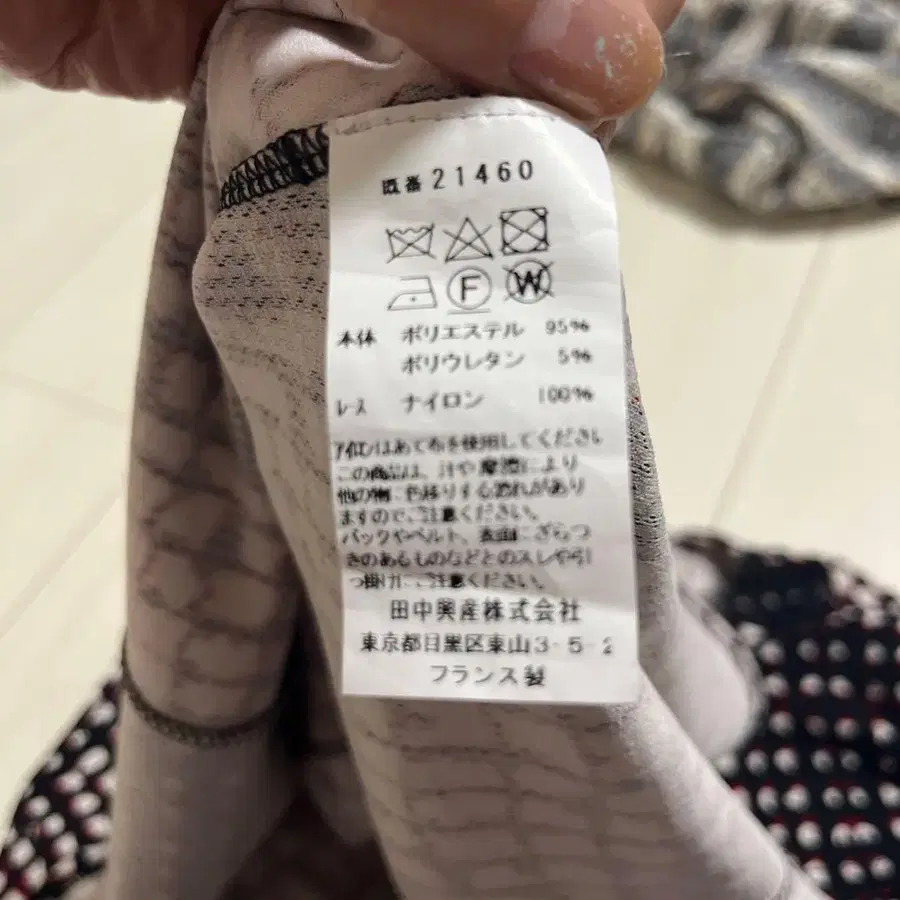 既番21460
F W
本体 ポリエステル 95%
ポリウレタン 5%
レース ナイロン 100%
アイロンはあて布を使用してください
この商品は、汁や摩擦により
他の物に色移りする恐れがあり
ますのでご注意ください。
バックやベルト、表面にざらつ
きのあるものなどとのスレや引
っ掛けにご注意ください。
田中興産株式会社
東京都目黒区東山3-5-2
フランス製